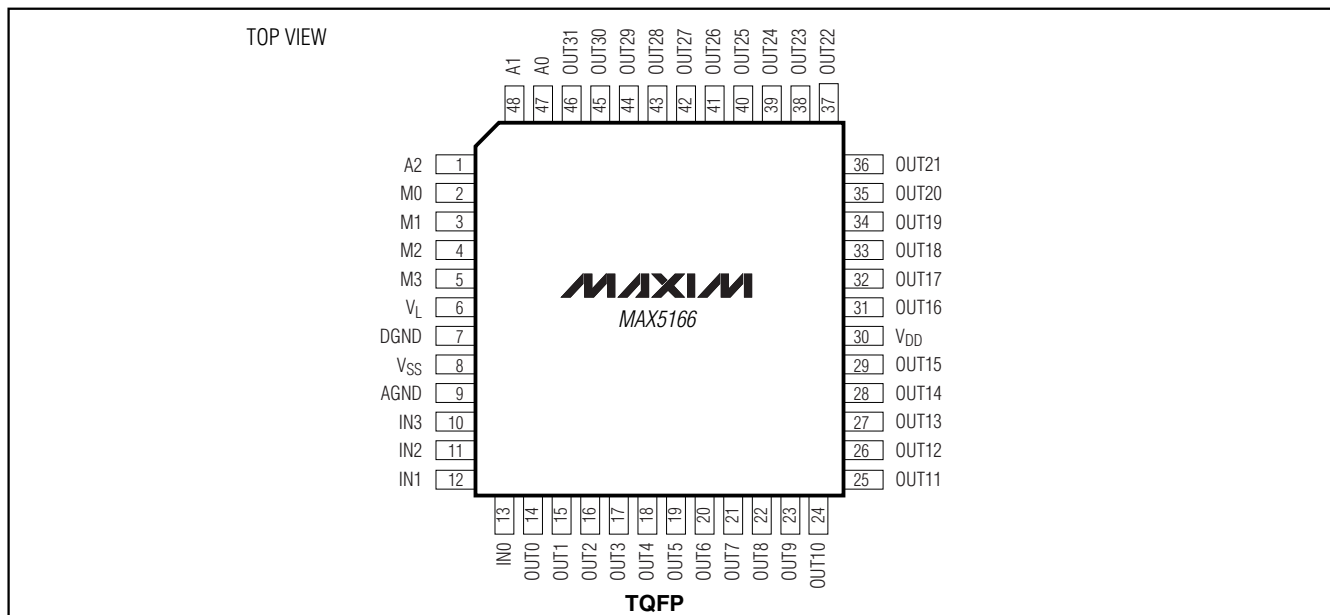 TOP VIEW
A1 A0 OUT31 OUT30 OUT29 OUT28 OUT27 OUT26 OUT25 OUT24 OUT23 OUT22
48 47 46 45 44 43 42 41 40 39 38 37
A2 1 36 OUT21
M0 2 35 OUT20
M1 3 34 OUT19
M2 4 33 OUT18
M3 5 32 OUT17
VL 6 31 OUT16
DGND 7 30 VDD
VSS 8 29 OUT15
AGND 9 28 OUT14
IN3 10 27 OUT13
IN2 11 26 OUT12
IN1 12 25 OUT11
MAXIM
MAX5166
13 14 15 16 17 18 19 20 21 22 23 24
IN0 OUT0 OUT1 OUT2 OUT3 OUT4 OUT5 OUT6 OUT7 OUT8 OUT9 OUT10
TQFP